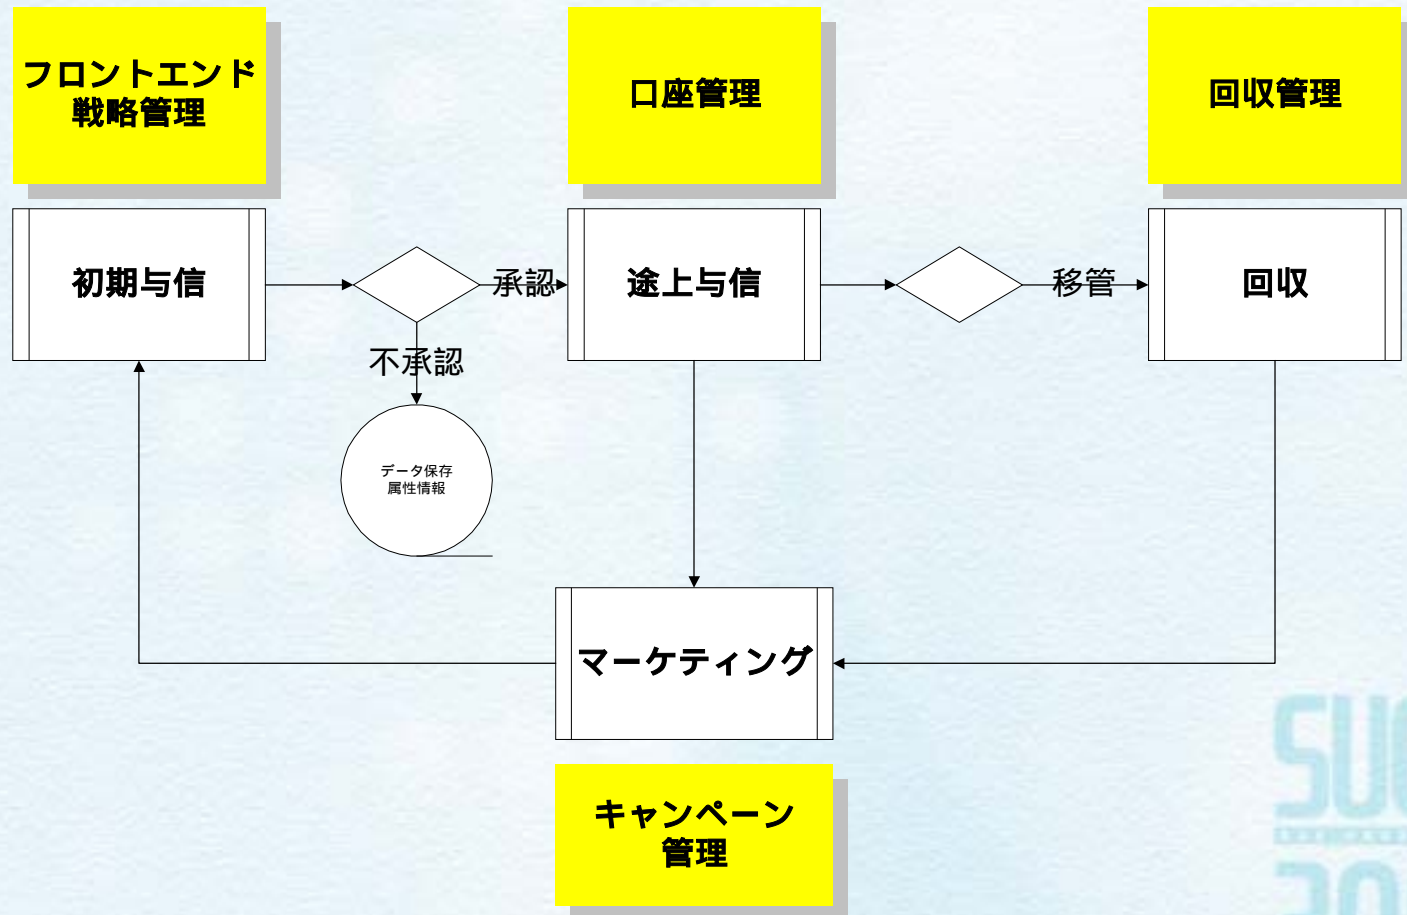 フロントエンド
戦略管理
口座管理
回収管理
初期与信
承認
途上与信
移管
回収
不承認
データ保存
属性情報
マーケティング
キャンペーン
管理